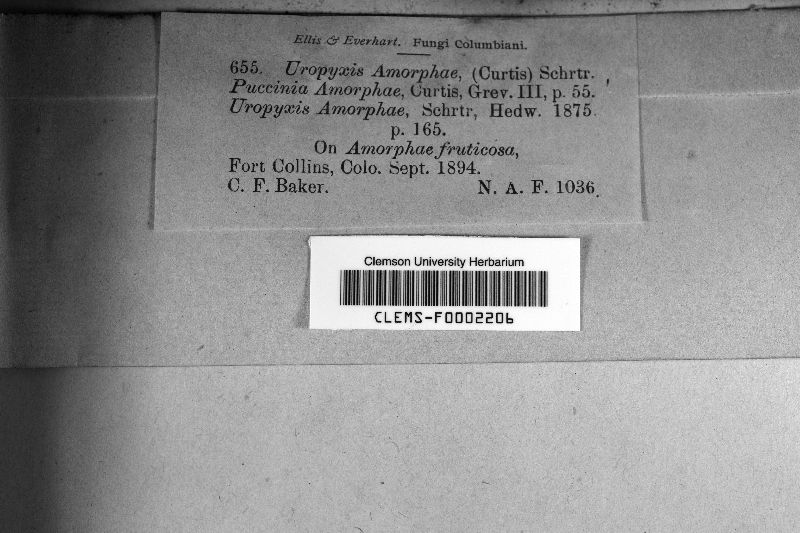 Ellis & Everhart. Fungi Columbiani.
655. Uropyxis Amorphae, (Curtis) Schrtr.
Puccinia Amorphae, Curtis, Grev. III, p. 55.
Uropyxis Amorphae, Schrtr, Hedw. 1875.
p. 165.
On Amorphae fruticosa,
Fort Collins, Colo. Sept. 1894.
C. F. Baker. N. A. F. 1036.
Clemson University Herbarium
CLEMS-F0002206